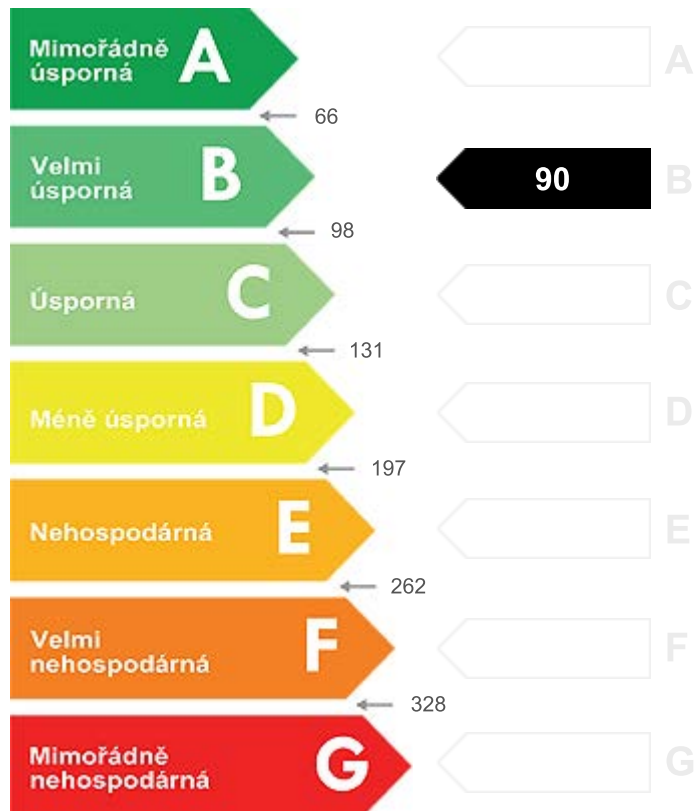 Mimořádně
úsporná
A
A
66
Velmi
úsporná
B
90
B
98
Úsporná
C
C
131
Méně úsporná
D
D
197
Nehospodárná
E
E
262
Velmi
nehospodárná
F
F
328
Mimořádně
nehospodárná
G
G